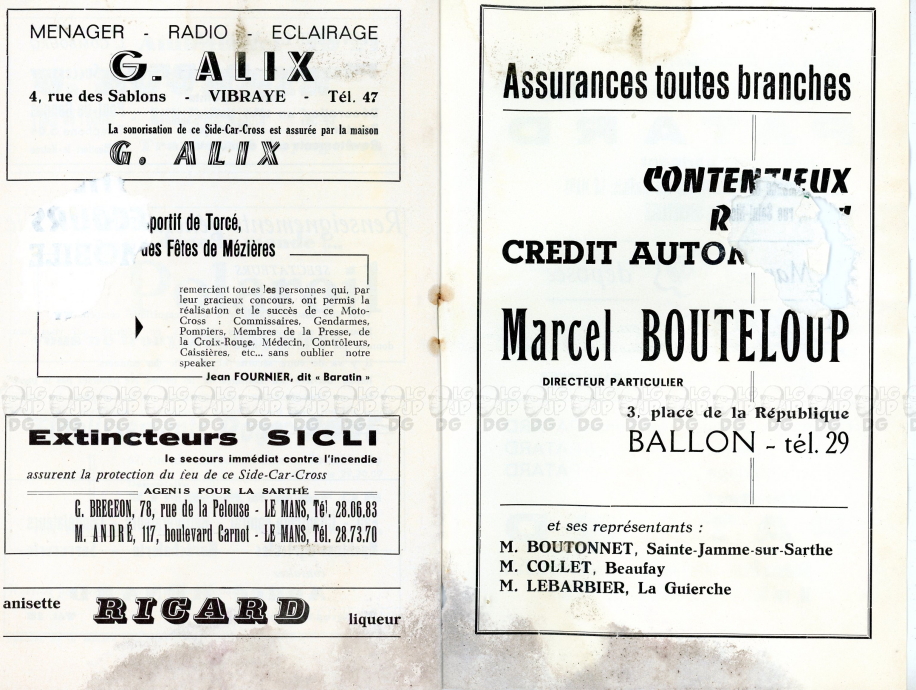 MENAGER - RADIO - ECLAIRAGE
G. ALIX
4, rue des Sablons - VIBRAYE - Tél. 47
La sonorisation de ce Side-Car-Cross est assurée par la maison
G. ALIX
de Torcé,
Fêtes de Mézières
remercient toutes les personnes qui, par
leur gracieux concours, ont permis la
réalisation et le succès de ce Moto-
Cross : Commissaires, Gendarmes,
Pompiers, Membres de la Presse, de
la Croix-Rouge, Médecin, Contrôleurs,
Caissières, etc... sans oublier notre
speaker
Jean FOURNIER, dit « Baratin »
Extincteurs SICLI
le secours immédiat contre l'incendie
assurent la protection du feu de ce Side-Car-Cross
AGENTS POUR LA SARTHE
G. BREGEON, 78, rue de la Pelouse - LE MANS, Tél. 28.06.83
M. ANDRÉ, 117, boulevard Carnot - LE MANS, Tél. 28.73.70
anisette RICARD liqueur
Assurances toutes branches
CONTENTIEUX
CREDIT
Marcel BOUTELOUP
DIRECTEUR PARTICULIER
3, place de la République
BALLON - tél. 29
et ses représentants :
M. BOUTONNET, Sainte-Jamme-sur-Sarthe
M. COLLET, Beaufay
M. LEBARBIER, La Guierche